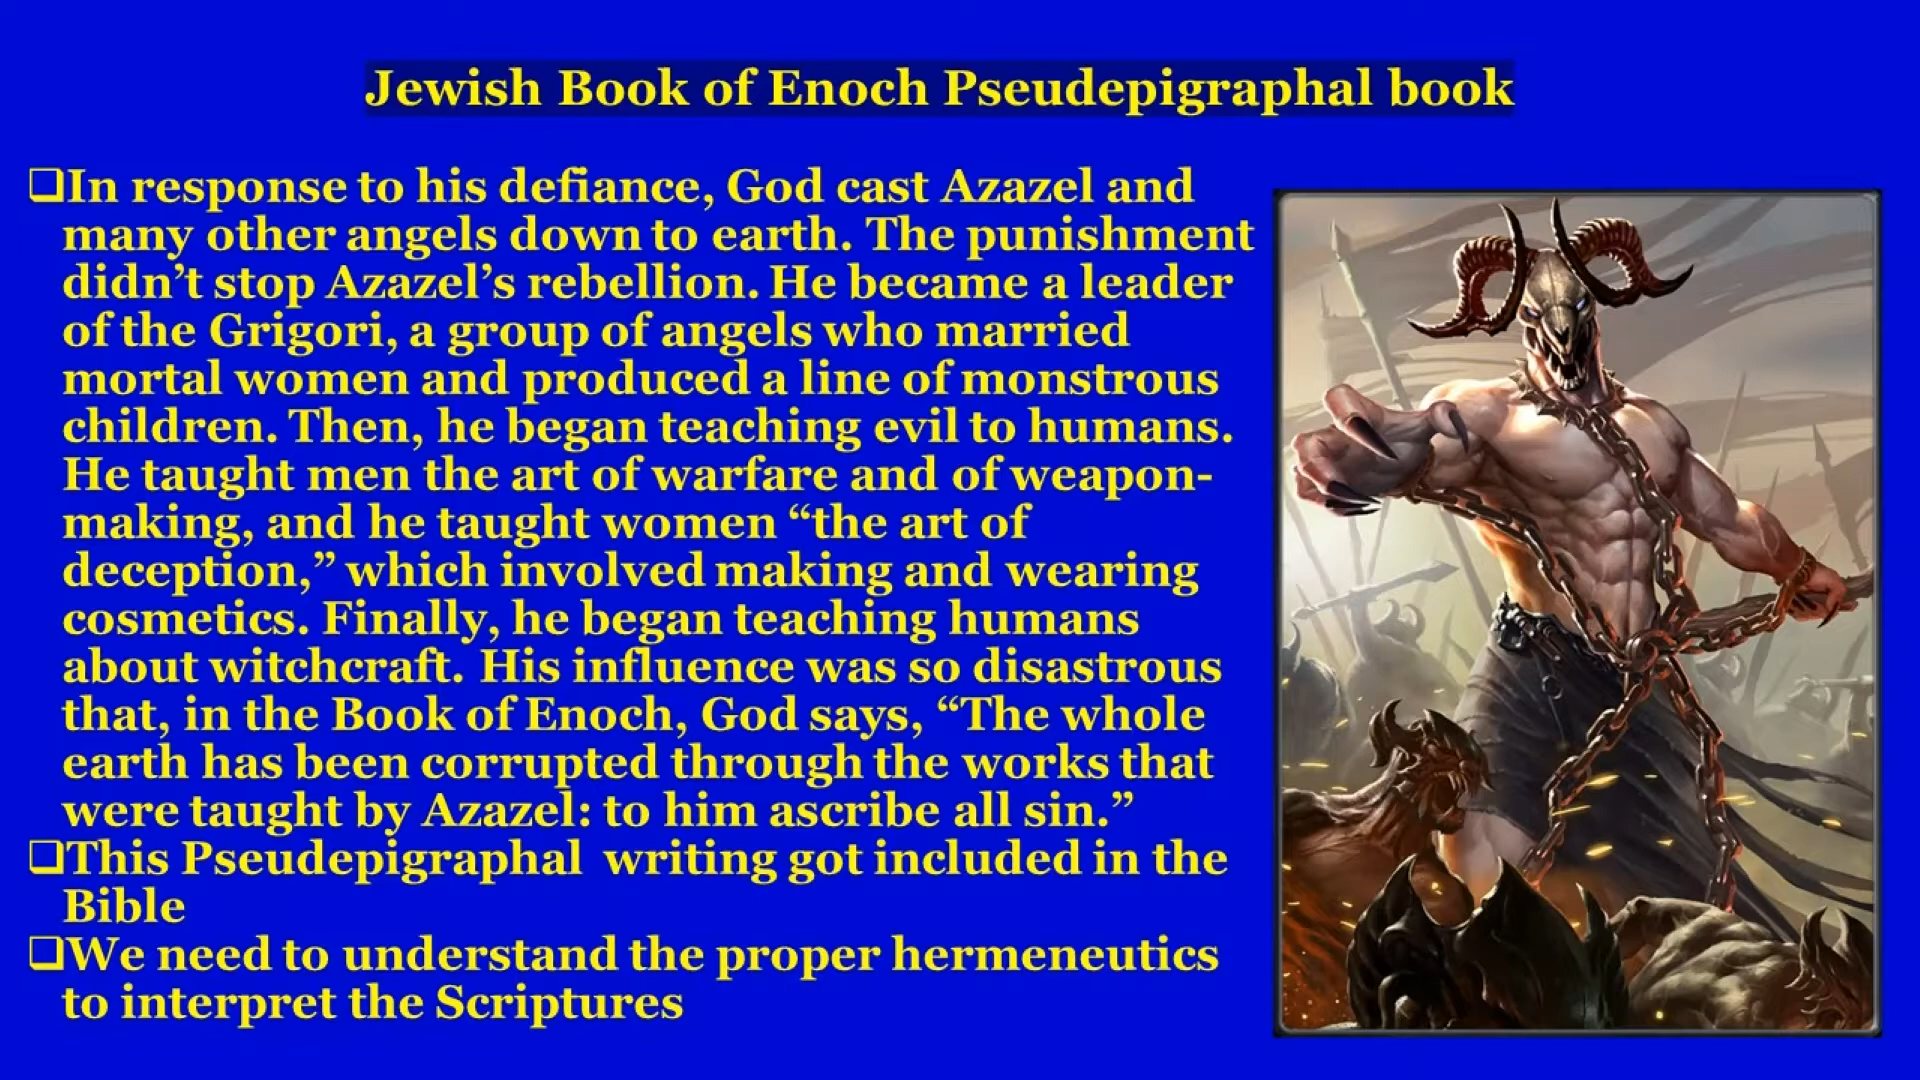 Jewish Book of Enoch Pseudepigraphal book
❑In response to his defiance, God cast Azazel and
many other angels down to earth. The punishment
didn’t stop Azazel’s rebellion. He became a leader
of the Grigori, a group of angels who married
mortal women and produced a line of monstrous
children. Then, he began teaching evil to humans.
He taught men the art of warfare and of weapon-
making, and he taught women “the art of
deception,” which involved making and wearing
cosmetics. Finally, he began teaching humans
about witchcraft. His influence was so disastrous
that, in the Book of Enoch, God says, “The whole
earth has been corrupted through the works that
were taught by Azazel: to him ascribe all sin.”
❑This Pseudepigraphal writing got included in the
Bible
❑We need to understand the proper hermeneutics
to interpret the Scriptures